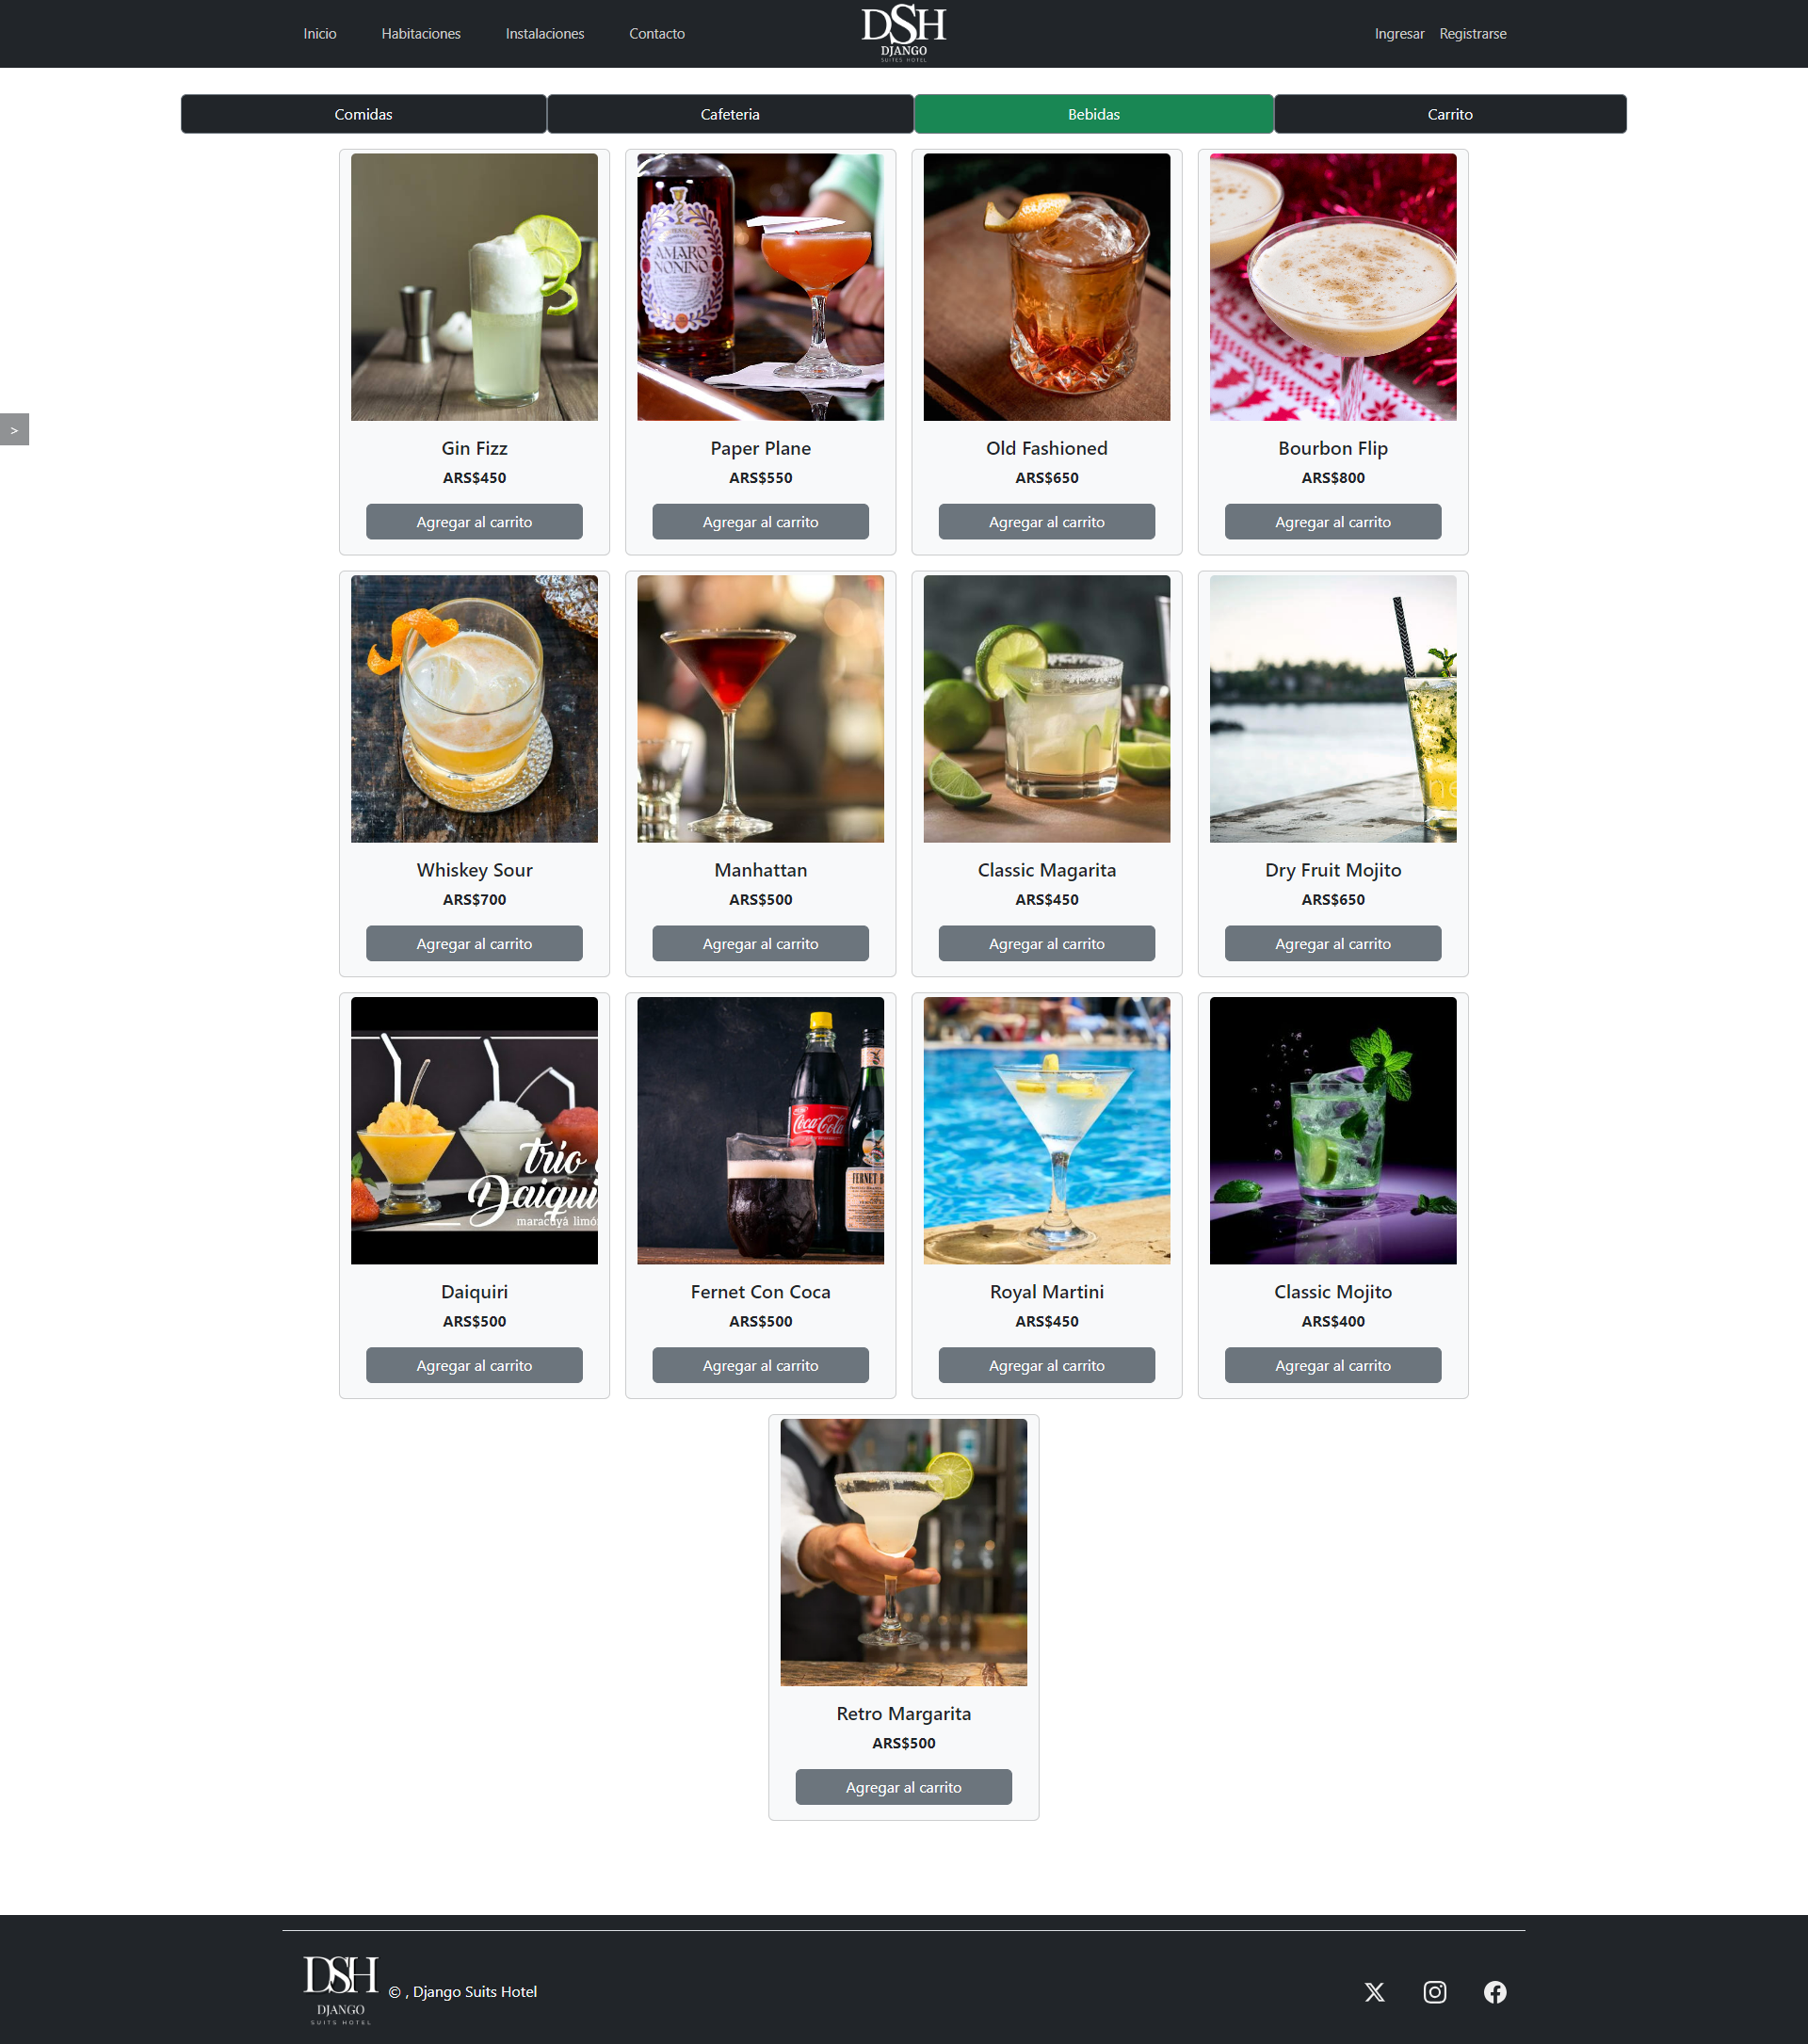 Inicio
Habitaciones
Instalaciones
Contacto
DSH
DJANGO
SUITES HOTEL
Ingresar
Registrarse
Comidas
Cafeteria
Bebidas
Carrito
>
AMARO
NONINO
Gin Fizz
Paper Plane
Old Fashioned
Bourbon Flip
ARS$450
ARS$550
ARS$650
ARS$800
Agregar al carrito
Agregar al carrito
Agregar al carrito
Agregar al carrito
Whiskey Sour
Manhattan
Classic Magarita
Dry Fruit Mojito
ARS$700
ARS$500
ARS$450
ARS$650
Agregar al carrito
Agregar al carrito
Agregar al carrito
Agregar al carrito
trío
Daiqui
maracuyá limó
Coca-Cola
FERNET B
Daiquiri
Fernet Con Coca
Royal Martini
Classic Mojito
ARS$500
ARS$500
ARS$450
ARS$400
Agregar al carrito
Agregar al carrito
Agregar al carrito
Agregar al carrito
Retro Margarita
ARS$500
Agregar al carrito
DSH
DJANGO
SUITS HOTEL
© , Django Suits Hotel